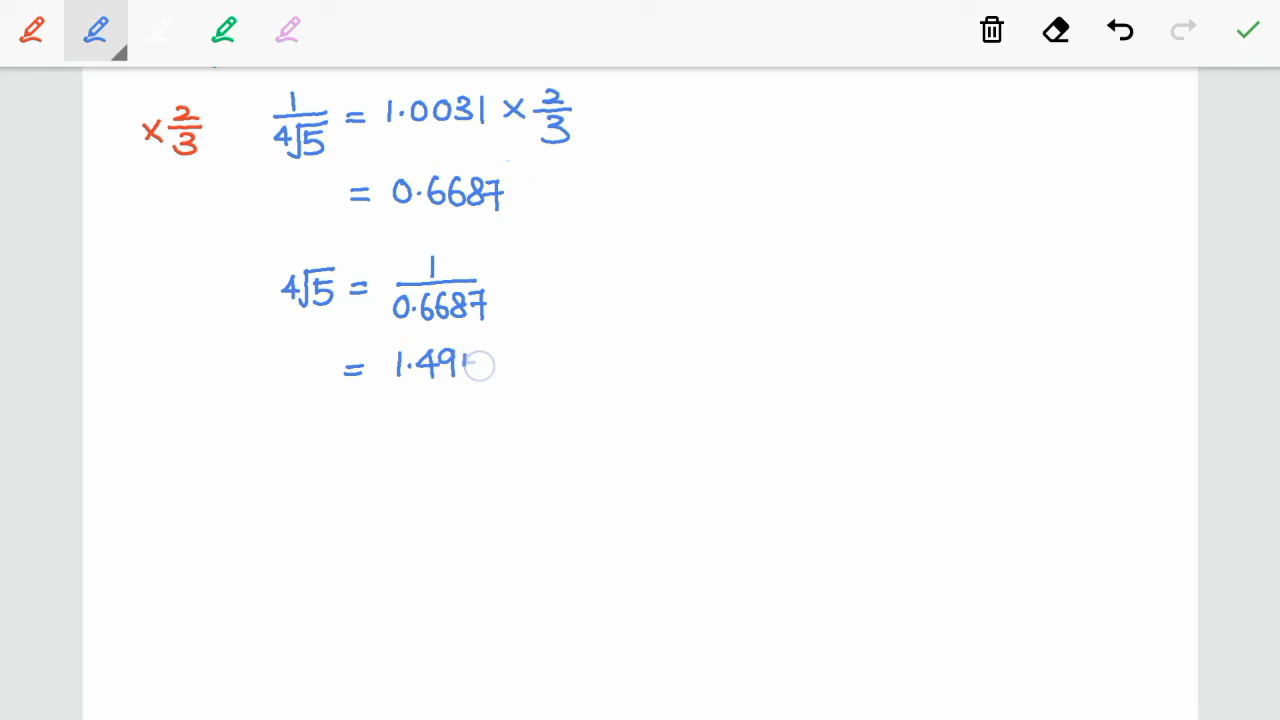 × 2/3 1/⁴√5 = 1.0031 × 2/3
= 0.6687
⁴√5 = 1/0.6687
= 1.49